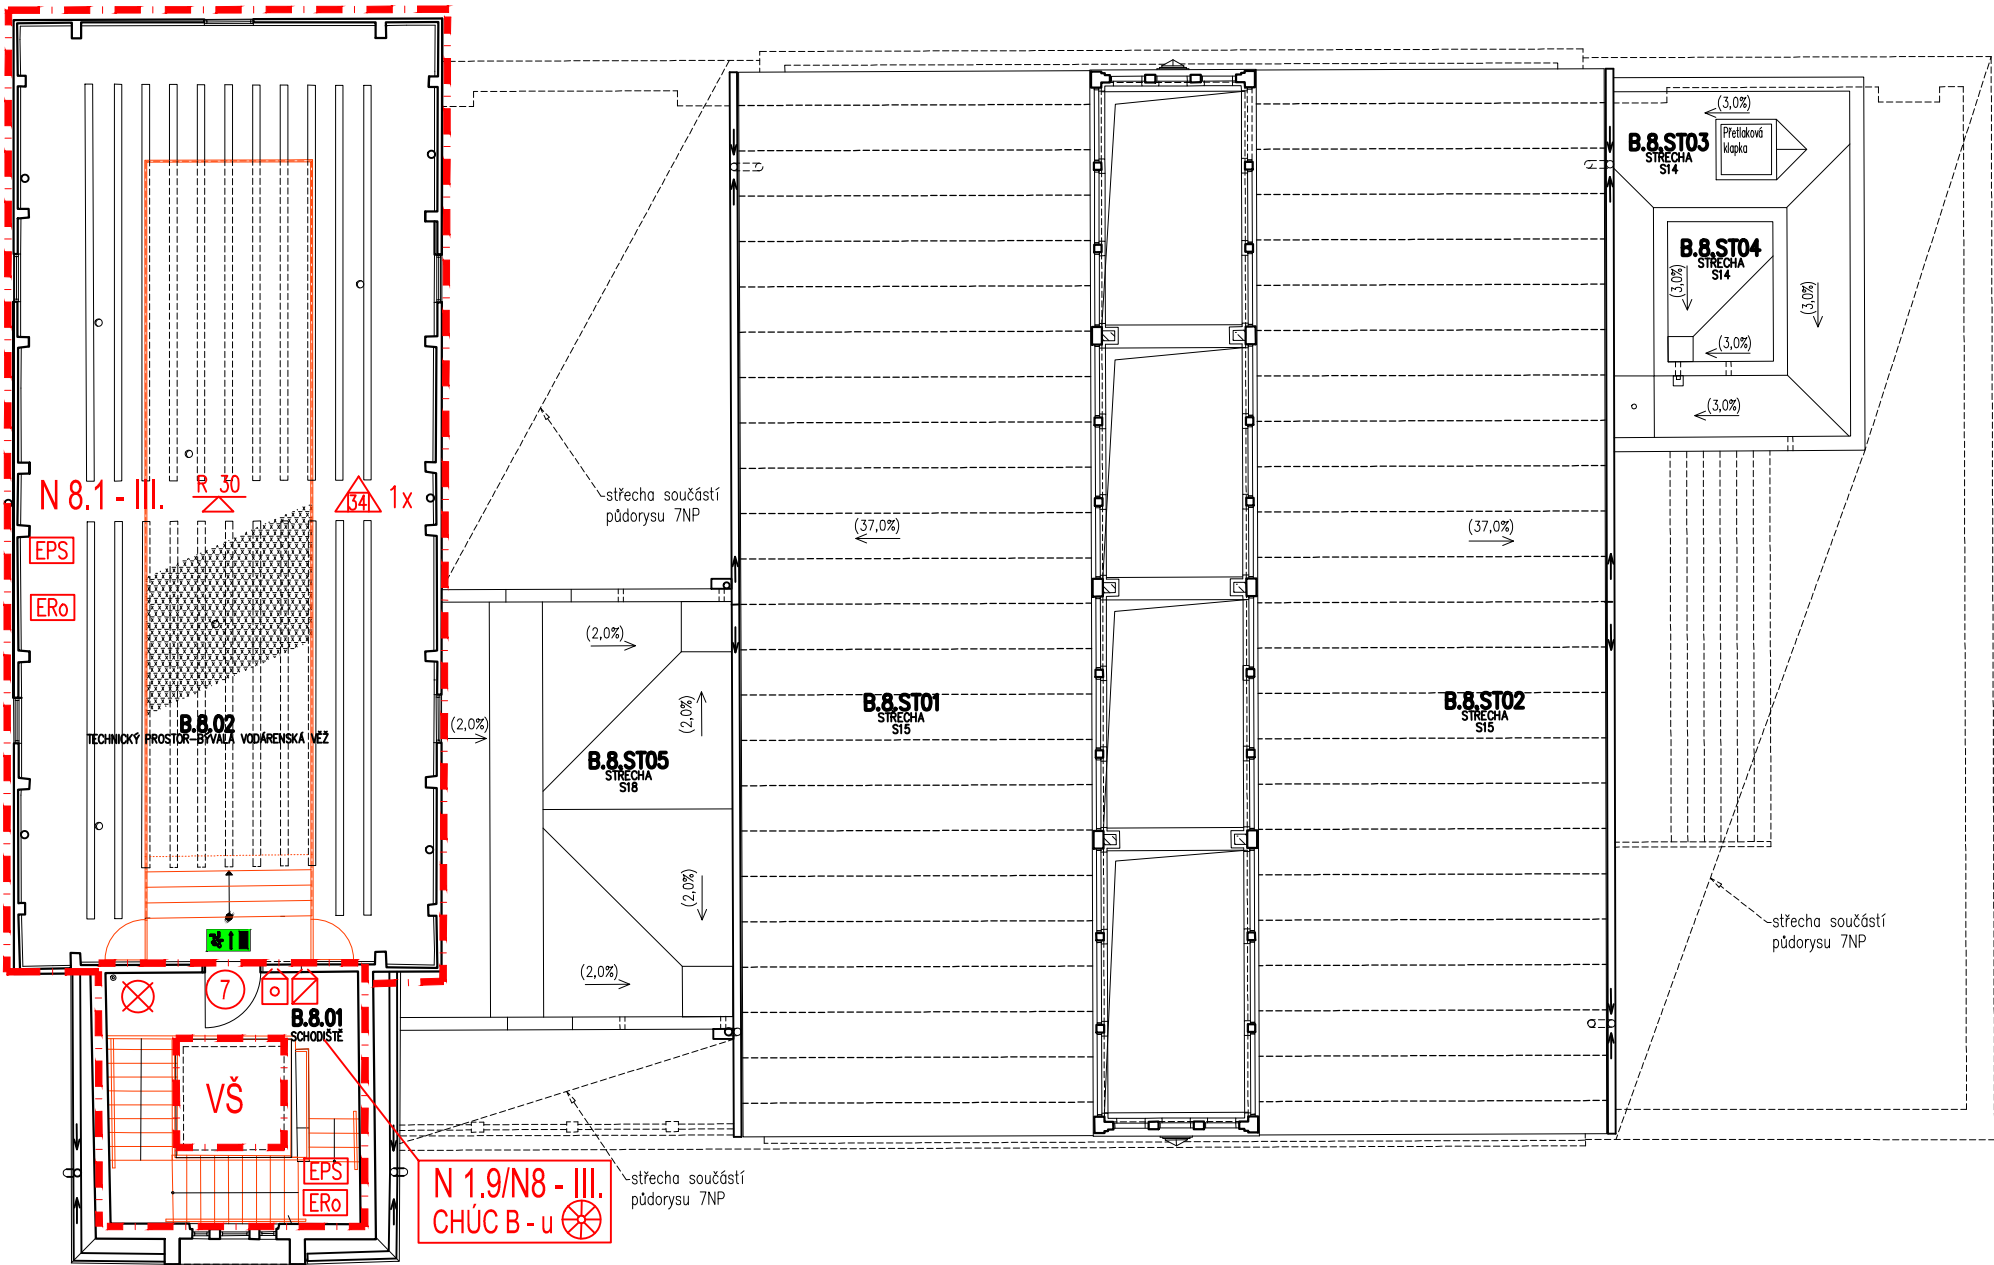 N 8.1 - III.
R 30
34
1x
EPS
ERo
B.8.02
TECHNICKÝ PROSTOR-BÝVALÁ VODÁRENSKÁ VĚŽ
7
B.8.01
SCHODIŠTĚ
VŠ
EPS
ERo
N 1.9/N8 - III.
CHÚC B - u
střecha součástí
půdorysu 7NP
(2,0%)
(2,0%)
(2,0%)
B.8.ST05
STŘECHA
S18
(2,0%)
(2,0%)
střecha součástí
půdorysu 7NP
(37,0%)
B.8.ST01
STŘECHA
S15
(37,0%)
B.8.ST02
STŘECHA
S15
(3,0%)
B.8.ST03
STŘECHA
S14
Přetlaková
klapka
B.8.ST04
STŘECHA
S14
(3,0%)
(3,0%)
(3,0%)
(3,0%)
střecha součástí
půdorysu 7NP